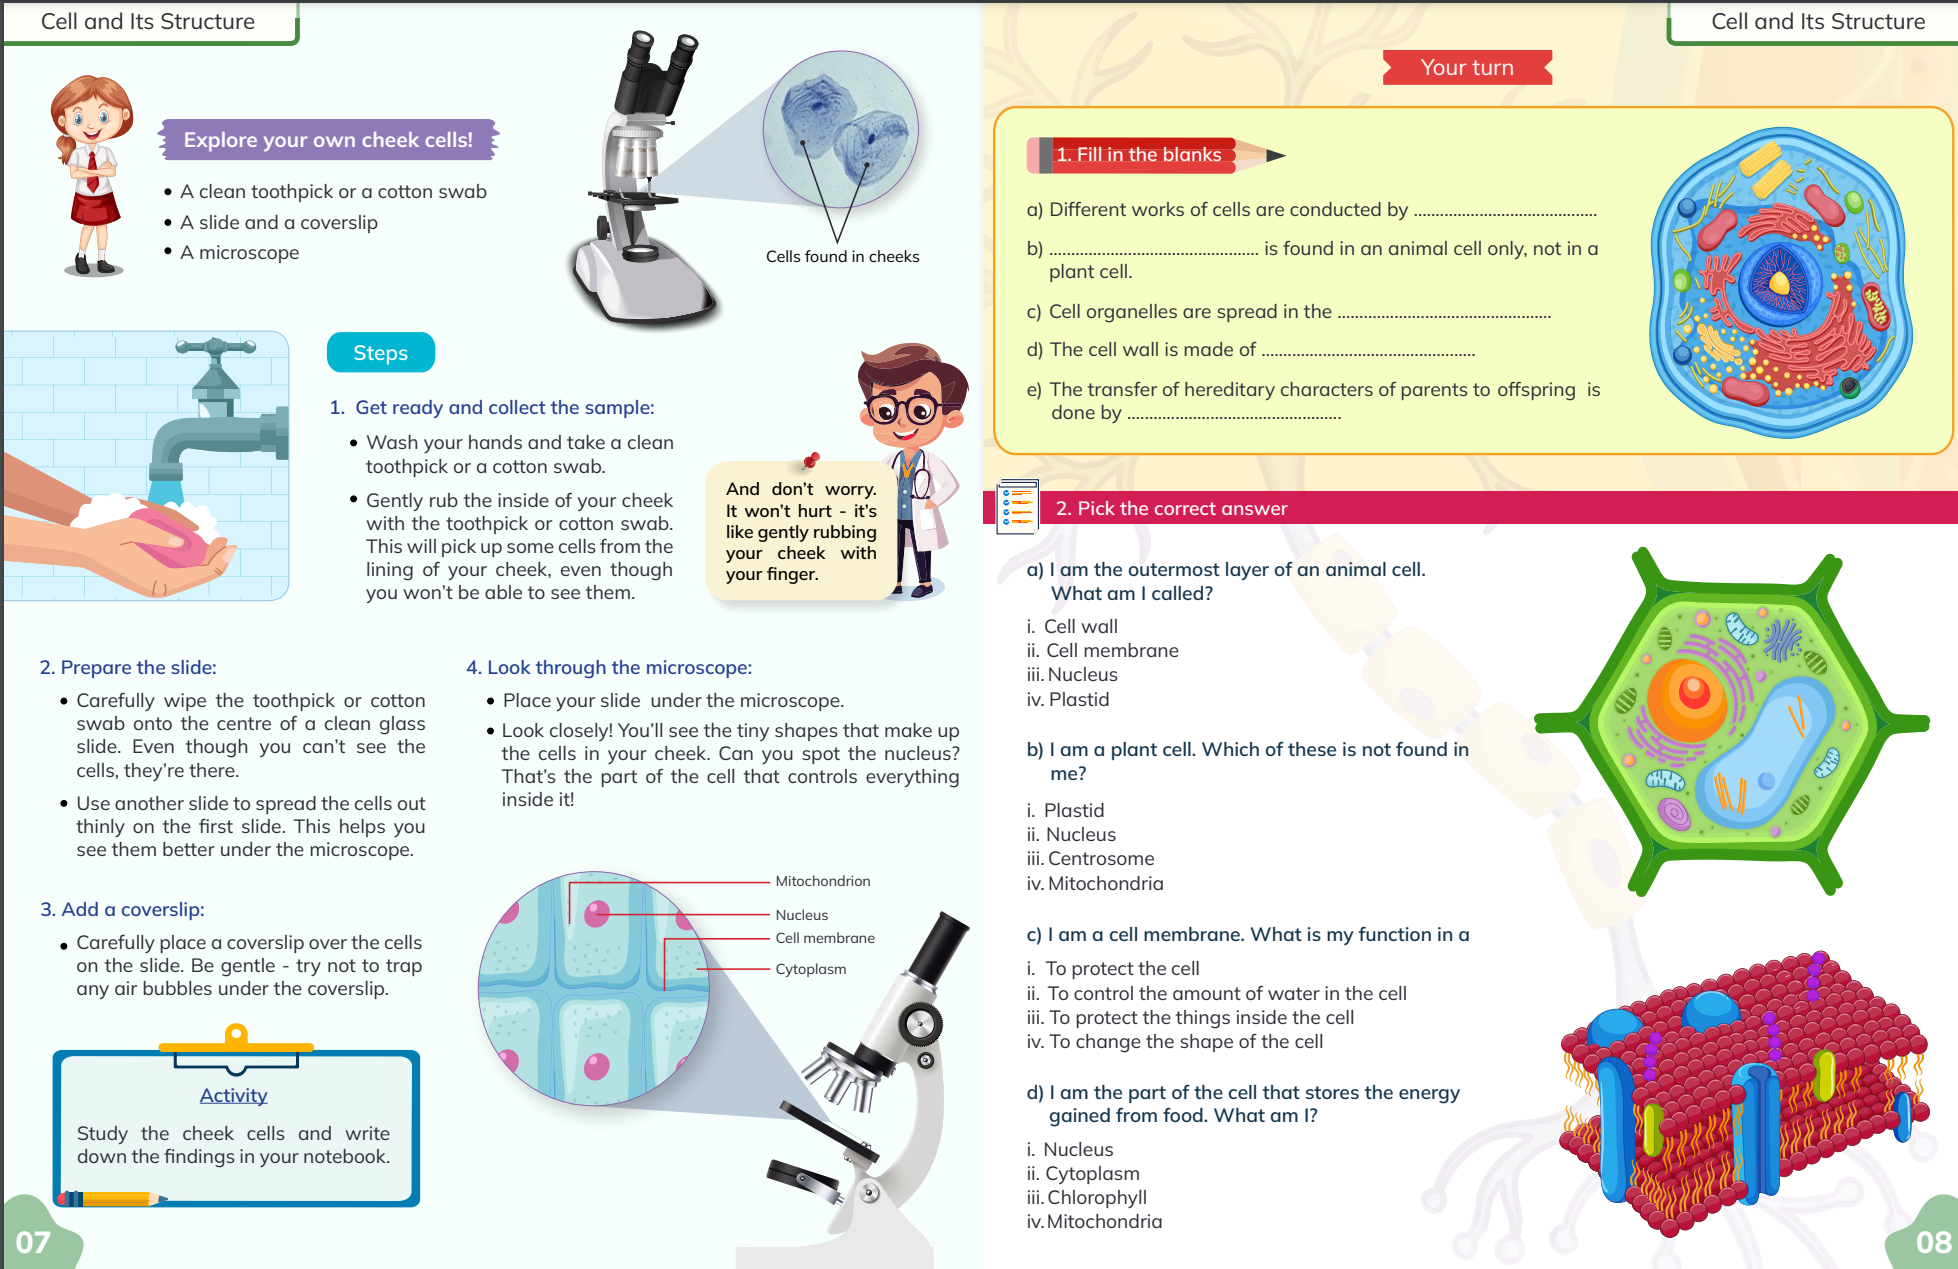 Cell and Its Structure
Explore your own cheek cells!
• A clean toothpick or a cotton swab
• A slide and a coverslip
• A microscope
Cells found in cheeks
Steps
1. Get ready and collect the sample:
• Wash your hands and take a clean
toothpick or a cotton swab.
• Gently rub the inside of your cheek
with the toothpick or cotton swab.
This will pick up some cells from the
lining of your cheek, even though
you won't be able to see them.
And don't worry.
It won't hurt - it's
like gently rubbing
your cheek with
your finger.
2. Prepare the slide:
• Carefully wipe the toothpick or cotton
swab onto the centre of a clean glass
slide. Even though you can't see the
cells, they're there.
• Use another slide to spread the cells out
thinly on the first slide. This helps you
see them better under the microscope.
3. Add a coverslip:
• Carefully place a coverslip over the cells
on the slide. Be gentle - try not to trap
any air bubbles under the coverslip.
Activity
Study the cheek cells and write
down the findings in your notebook.
4. Look through the microscope:
• Place your slide under the microscope.
• Look closely! You'll see the tiny shapes that make up
the cells in your cheek. Can you spot the nucleus?
That's the part of the cell that controls everything
inside it!
Mitochondrion
Nucleus
Cell membrane
Cytoplasm
07
Cell and Its Structure
Your turn
1. Fill in the blanks
a) Different works of cells are conducted by ..........................................
b) ................................................ is found in an animal cell only, not in a
plant cell.
c) Cell organelles are spread in the .................................................
d) The cell wall is made of .................................................
e) The transfer of hereditary characters of parents to offspring is
done by .................................................
2. Pick the correct answer
a) I am the outermost layer of an animal cell.
What am I called?
i. Cell wall
ii. Cell membrane
iii. Nucleus
iv. Plastid
b) I am a plant cell. Which of these is not found in
me?
i. Plastid
ii. Nucleus
iii. Centrosome
iv. Mitochondria
c) I am a cell membrane. What is my function in a
i. To protect the cell
ii. To control the amount of water in the cell
iii. To protect the things inside the cell
iv. To change the shape of the cell
d) I am the part of the cell that stores the energy
gained from food. What am I?
i. Nucleus
ii. Cytoplasm
iii. Chlorophyll
iv. Mitochondria
08